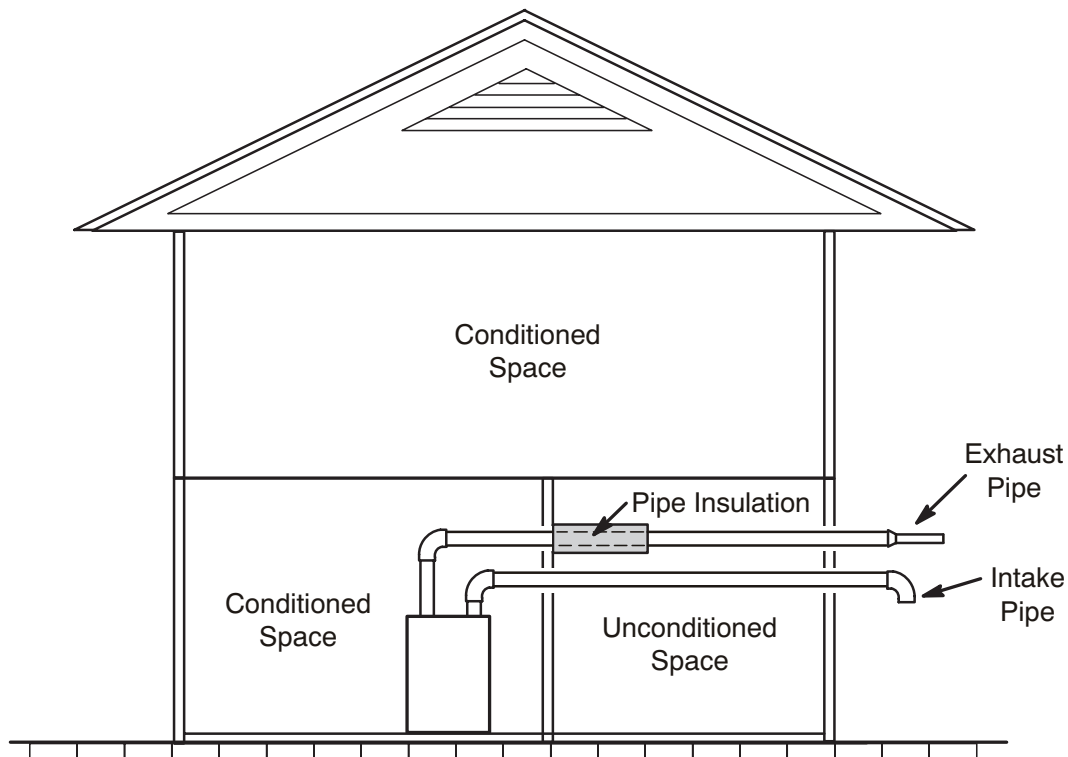 Conditioned
Space
Exhaust
Pipe
Pipe Insulation
Intake
Pipe
Conditioned
Space
Unconditioned
Space